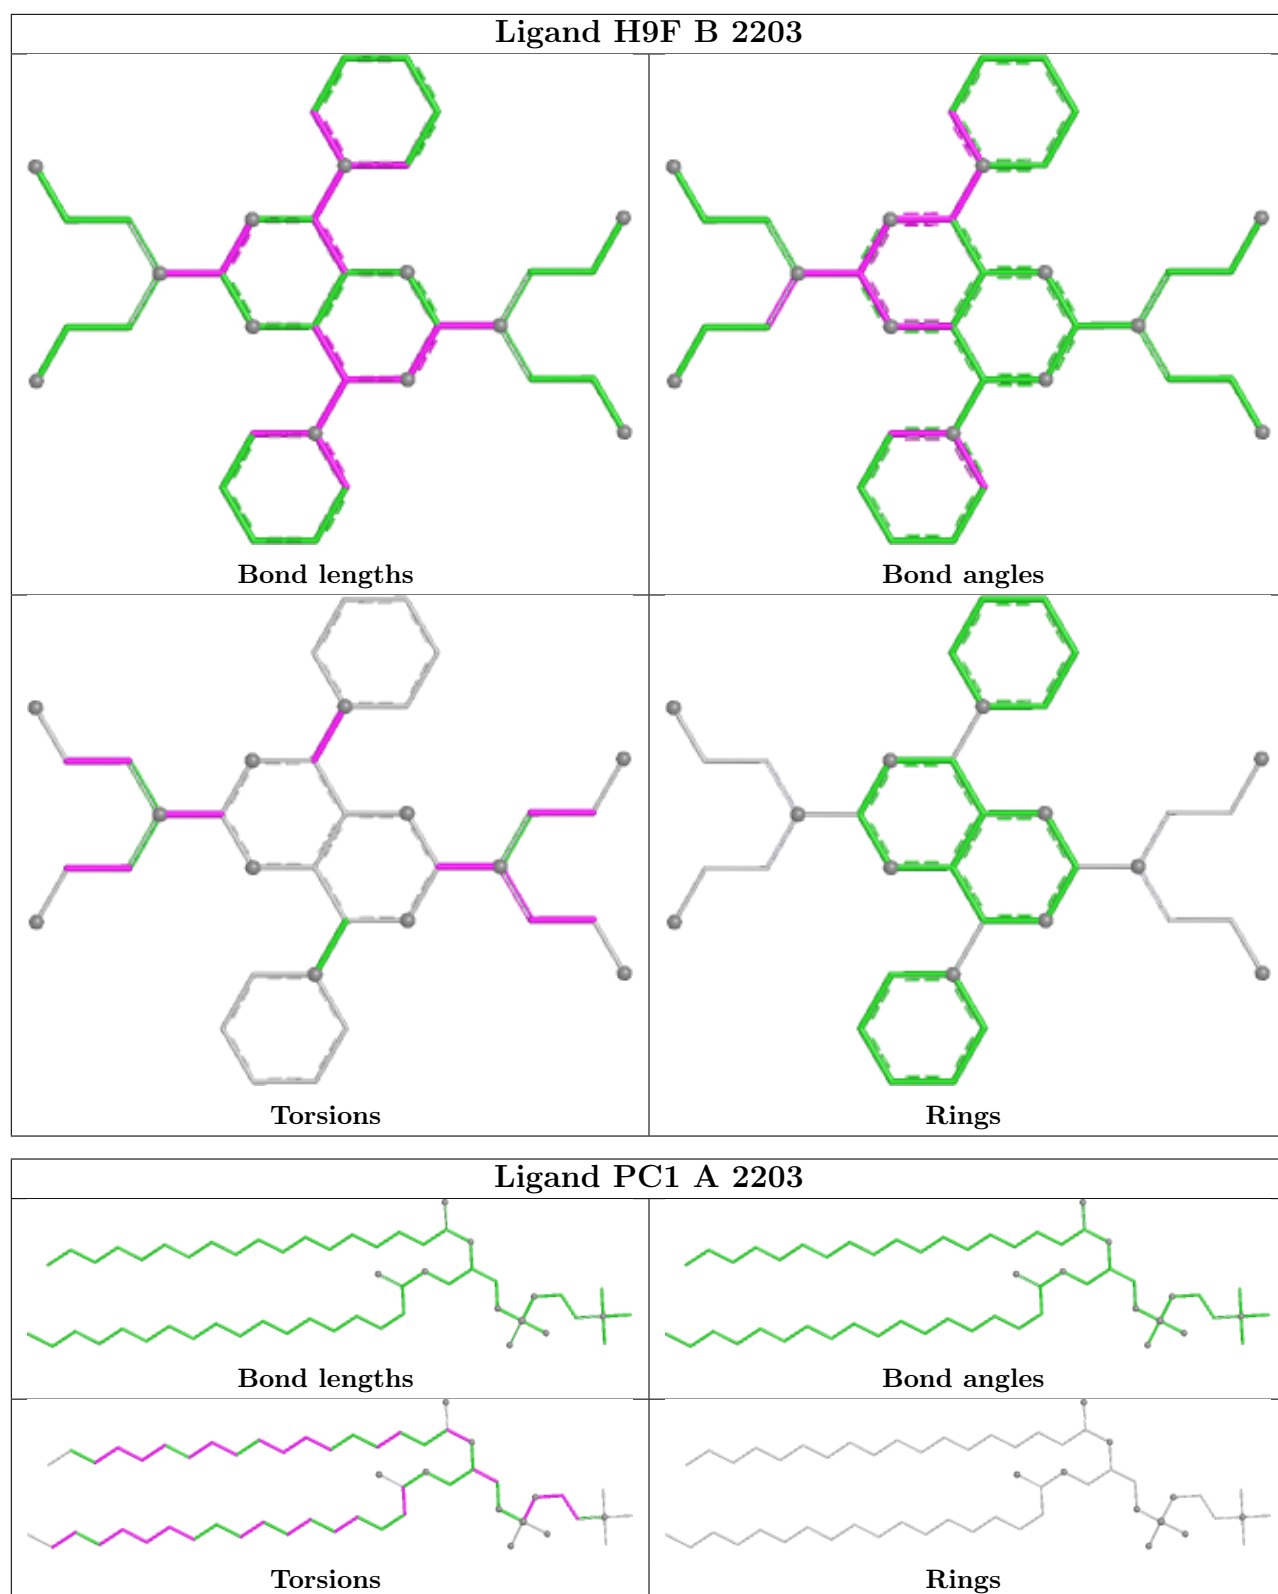 Ligand H9F B 2203
Bond lengths
Bond angles
Torsions
Rings
Ligand PC1 A 2203
Bond lengths
Bond angles
Torsions
Rings